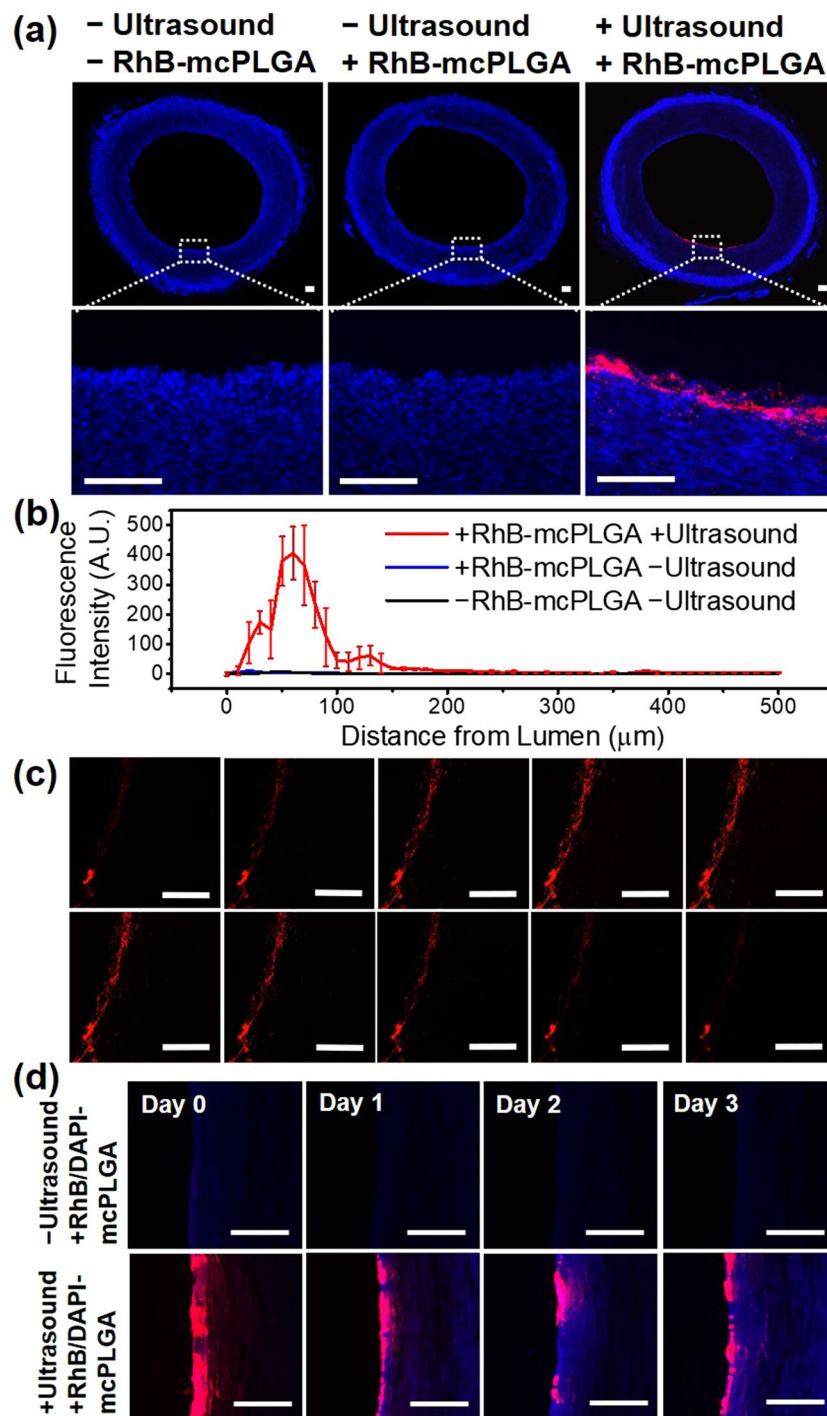 (a)
− Ultrasound
− RhB-mcPLGA
− Ultrasound
+ RhB-mcPLGA
+ Ultrasound
+ RhB-mcPLGA
(b)
Fluorescence
Intensity (A.U.)
500
400
300
200
100
0
+RhB-mcPLGA +Ultrasound
+RhB-mcPLGA −Ultrasound
−RhB-mcPLGA −Ultrasound
0
100
200
300
400
500
Distance from Lumen (μm)
(c)
(d)
−Ultrasound
+RhB/DAPI-
mcPLGA
Day 0
Day 1
Day 2
Day 3
+Ultrasound
+RhB/DAPI-
mcPLGA